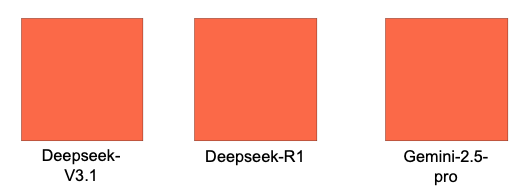 Deepseek-
V3.1
Deepseek-R1
Gemini-2.5-
pro